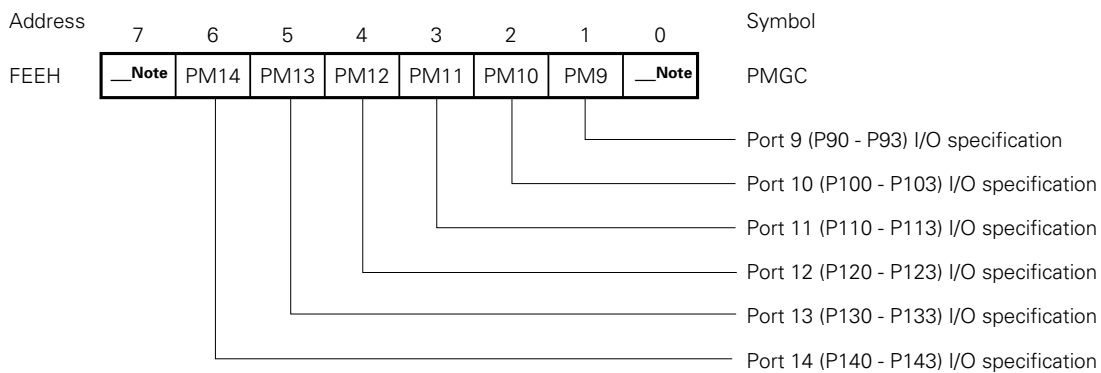 Address 7 6 5 4 3 2 1 0 Symbol
FEEH __Note PM14 PM13 PM12 PM11 PM10 PM9 __Note PMGC
Port 9 (P90 - P93) I/O specification
Port 10 (P100 - P103) I/O specification
Port 11 (P110 - P113) I/O specification
Port 12 (P120 - P123) I/O specification
Port 13 (P130 - P133) I/O specification
Port 14 (P140 - P143) I/O specification